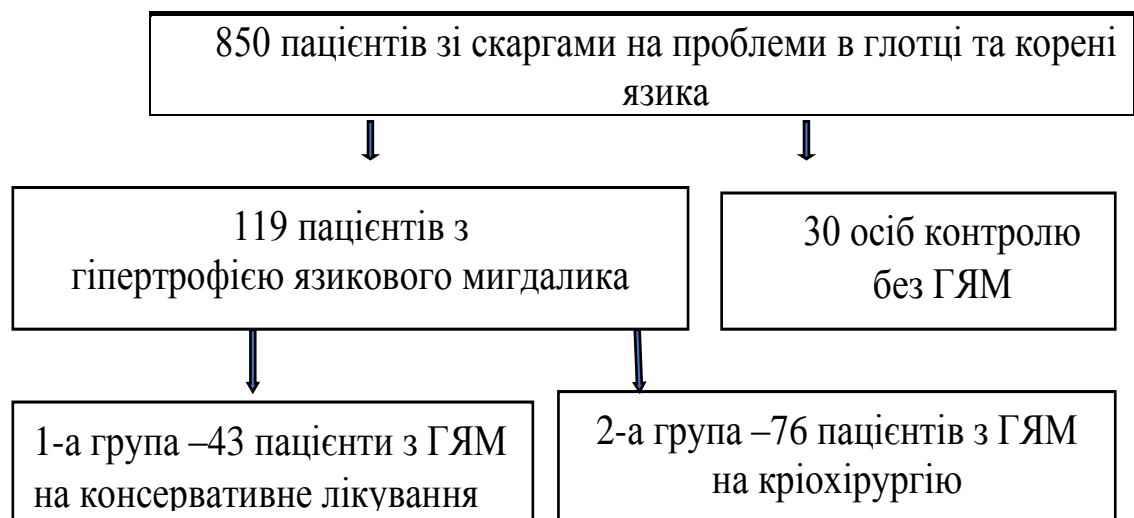 850 пацієнтів зі скаргами на проблеми в глотці та корені
язика
119 пацієнтів з
гіпертрофією язикового мигдалика
30 осіб контролю
без ГЯМ
1-а група –43 пацієнти з ГЯМ
на консервативне лікування
2-а група –76 пацієнтів з ГЯМ
на кріохірургію